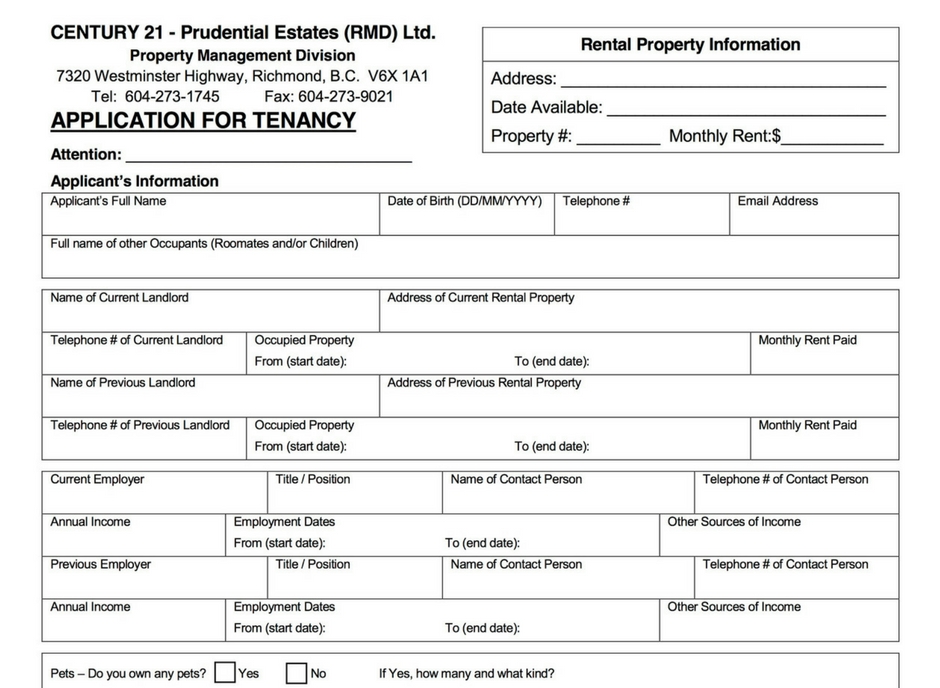 CENTURY 21 - Prudential Estates (RMD) Ltd.
Property Management Division
7320 Westminster Highway, Richmond, B.C. V6X 1A1
Tel: 604-273-1745 Fax: 604-273-9021
APPLICATION FOR TENANCY
Attention:
Rental Property Information
Address:
Date Available:
Property #: Monthly Rent:$
Applicant's Information
Applicant's Full Name Date of Birth (DD/MM/YYYY) Telephone # Email Address
Full name of other Occupants (Roomates and/or Children)
Name of Current Landlord Address of Current Rental Property
Telephone # of Current Landlord Occupied Property Monthly Rent Paid
From (start date): To (end date):
Name of Previous Landlord Address of Previous Rental Property
Telephone # of Previous Landlord Occupied Property Monthly Rent Paid
From (start date): To (end date):
Current Employer Title / Position Name of Contact Person Telephone # of Contact Person
Annual Income Employment Dates Other Sources of Income
From (start date): To (end date):
Previous Employer Title / Position Name of Contact Person Telephone # of Contact Person
Annual Income Employment Dates Other Sources of Income
From (start date): To (end date):
Pets – Do you own any pets? Yes No If Yes, how many and what kind?